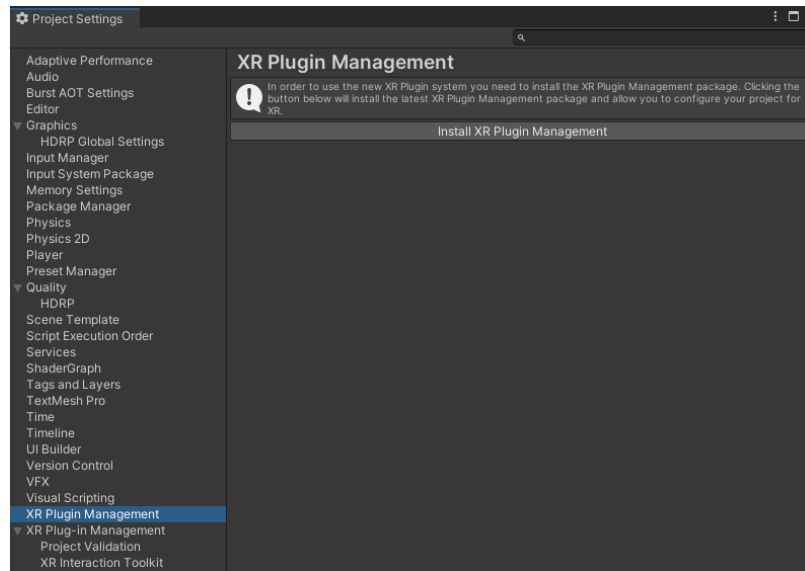 Project Settings
Adaptive Performance
Audio
Burst AOT Settings
Editor
Graphics
HDRP Global Settings
Input Manager
Input System Package
Memory Settings
Package Manager
Physics
Physics 2D
Player
Preset Manager
Quality
HDRP
Scene Template
Script Execution Order
Services
ShaderGraph
Tags and Layers
TextMesh Pro
Time
Timeline
UI Builder
Version Control
VFX
Visual Scripting
XR Plugin Management
XR Plug-in Management
Project Validation
XR Interaction Toolkit
XR Plugin Management
In order to use the new XR Plugin system you need to install the XR Plugin Management package. Clicking the
button below will install the latest XR Plugin Management package and allow you to configure your project for
XR.
Install XR Plugin Management